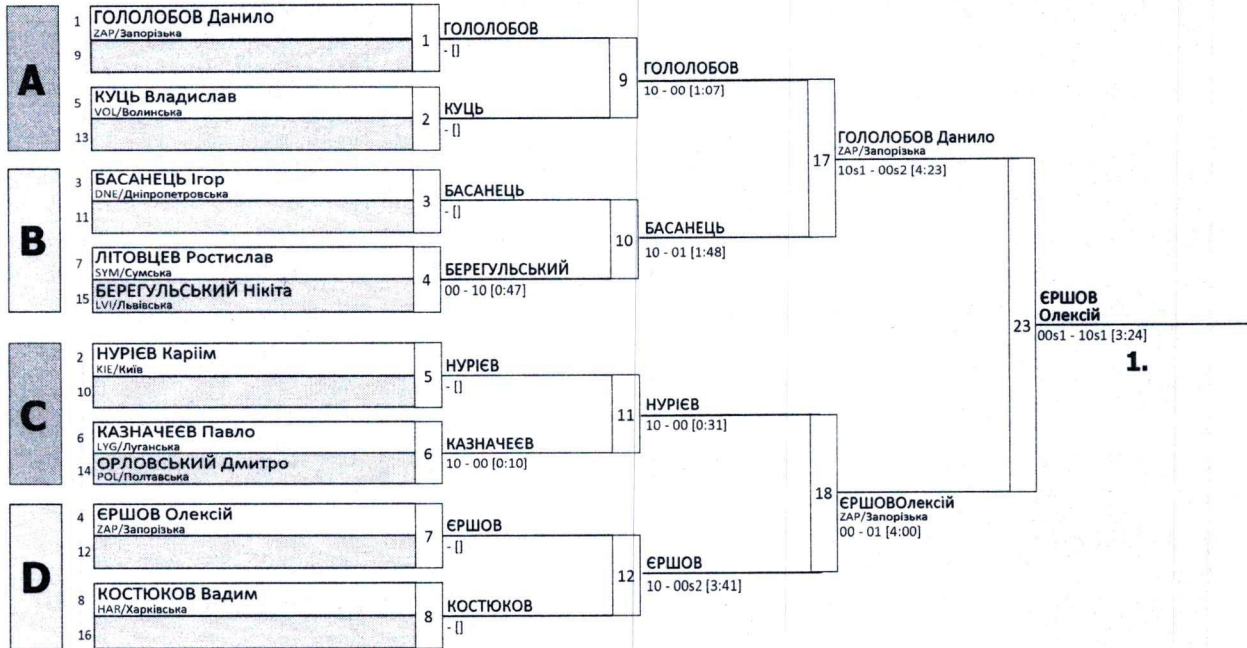 A
1
ГОЛОЛОБОВ Данило
ZAP/Запорізька
9
1
ГОЛОЛОБОВ
- []
5
КУЦЬ Владислав
VOL/Волинська
13
2
КУЦЬ
- []
9
ГОЛОЛОБОВ
10 - 00 [1:07]
B
3
БАСАНЕЦЬ Ігор
DNE/Дніпропетровська
11
3
БАСАНЕЦЬ
- []
7
ЛІТОВЦЕВ Ростислав
SYM/Сумська
15
БЕРЕГУЛЬСЬКИЙ Нікіта
LVI/Львівська
4
БЕРЕГУЛЬСЬКИЙ
00 - 10 [0:47]
10
БАСАНЕЦЬ
10 - 01 [1:48]
17
ГОЛОЛОБОВ Данило
ZAP/Запорізька
10s1 - 00s2 [4:23]
C
2
НУРІЄВ Каріім
KIE/Київ
10
5
НУРІЄВ
- []
6
КАЗНАЧЕЄВ Павло
LYG/Луганська
14
ОРЛОВСЬКИЙ Дмитро
POL/Полтавська
6
КАЗНАЧЕЄВ
10 - 00 [0:10]
11
НУРІЄВ
10 - 00 [0:31]
D
4
ЄРШОВ Олексій
ZAP/Запорізька
12
7
ЄРШОВ
- []
8
КОСТЮКОВ Вадим
HAR/Харківська
16
8
КОСТЮКОВ
- []
12
ЄРШОВ
10 - 00s2 [3:41]
18
ЄРШОВОлексій
ZAP/Запорізька
00 - 01 [4:00]
23
ЄРШОВ
Олексій
00s1 - 10s1 [3:24]
1.